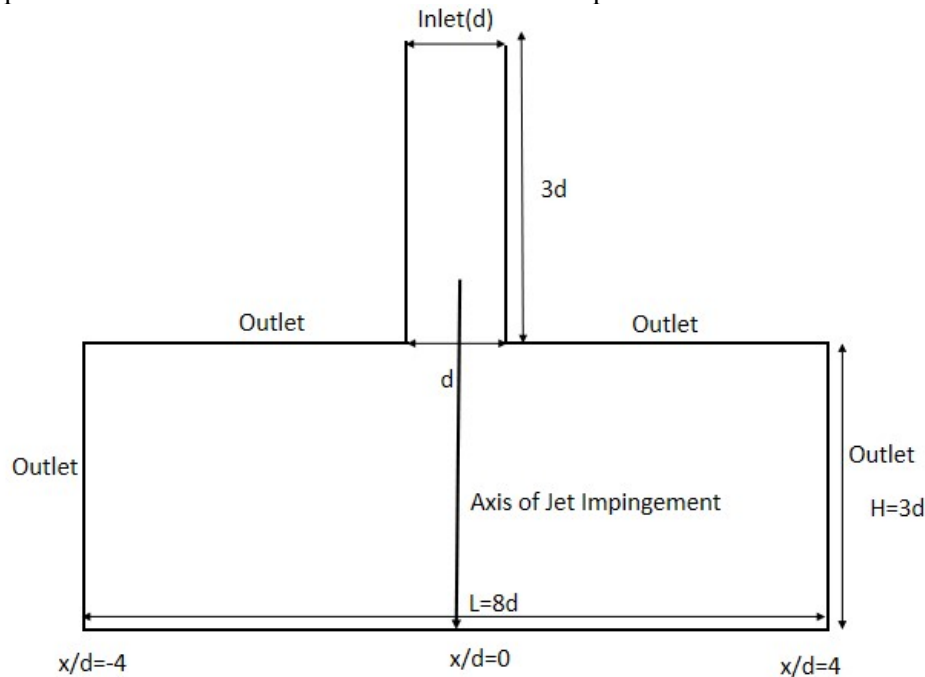 Inlet(d)
3d
Outlet
Outlet
d
Outlet
Outlet
Axis of Jet Impingement
H=3d
L=8d
x/d=-4
x/d=0
x/d=4